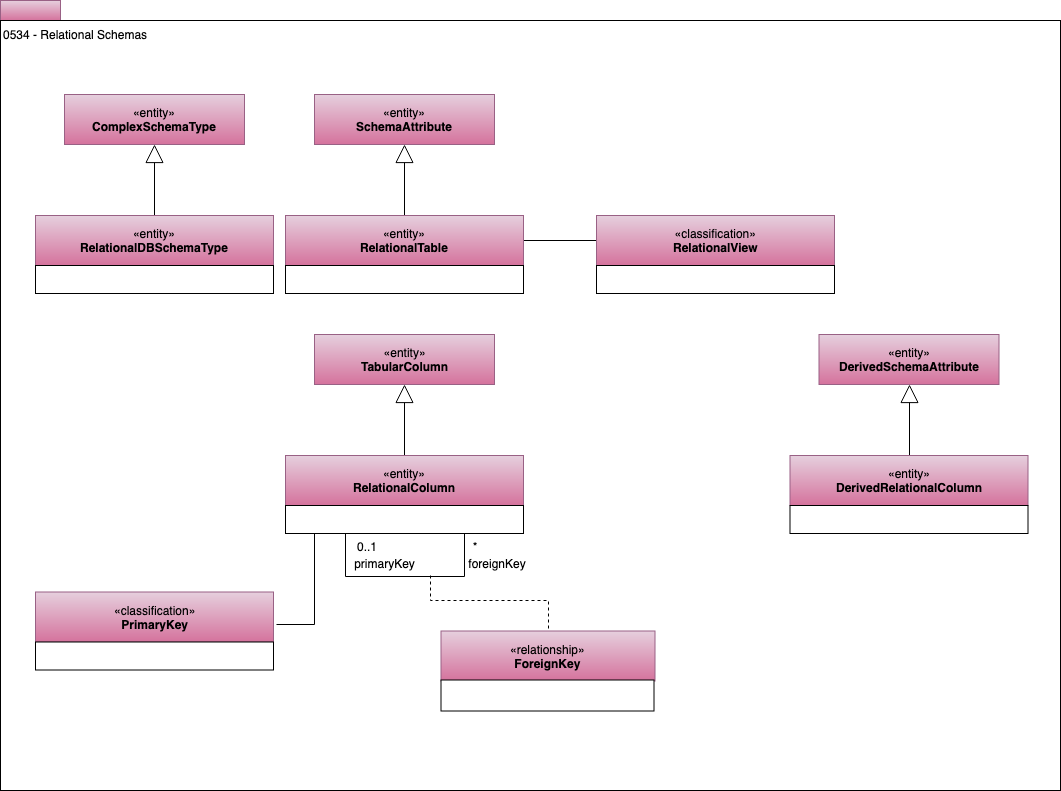 0534 - Relational Schemas
«entity»
ComplexSchemaType
«entity»
SchemaAttribute
«entity»
RelationalDBSchemaType
«entity»
RelationalTable
«classification»
RelationalView
«entity»
TabularColumn
«entity»
DerivedSchemaAttribute
«entity»
RelationalColumn
«entity»
DerivedRelationalColumn
0..1
*
primaryKey
foreignKey
«classification»
PrimaryKey
«relationship»
ForeignKey